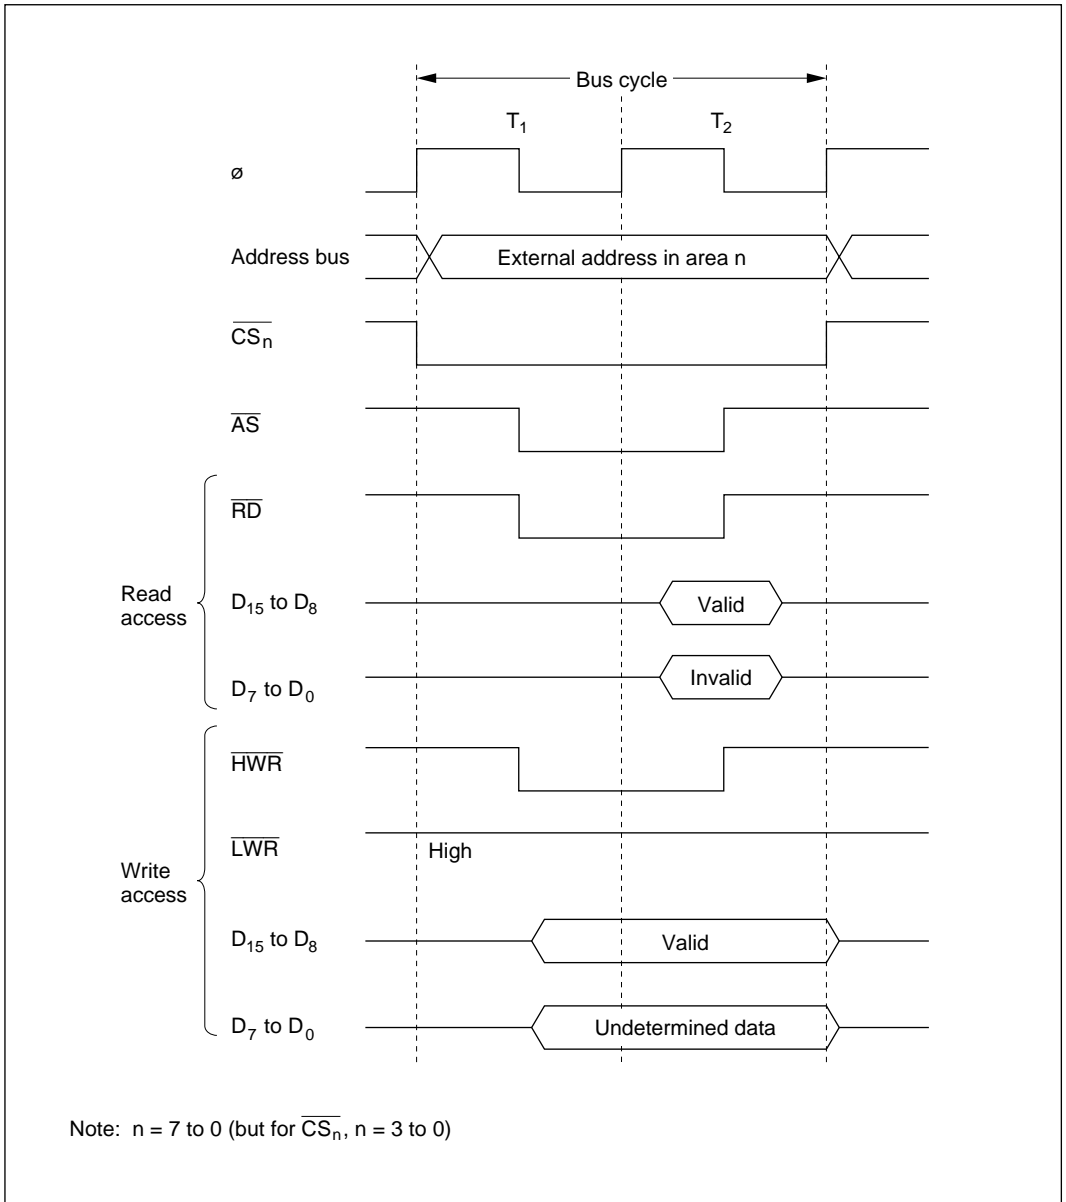 Bus cycle
T1 T2
ø
Address bus External address in area n
CSn
AS
RD
Read access
D15 to D8 Valid
D7 to D0 Invalid
HWR
LWR High
Write access
D15 to D8 Valid
D7 to D0 Undetermined data
Note: n = 7 to 0 (but for CSn, n = 3 to 0)